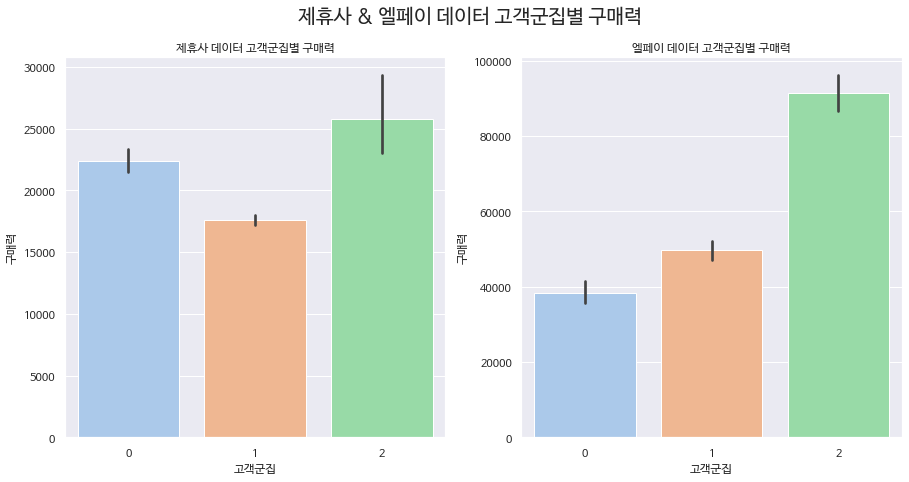 제휴사 & 엘페이 데이터 고객군집별 구매력
제휴사 데이터 고객군집별 구매력
30000
25000
20000
15000
10000
5000
0
구매력
0 1 2
고객군집
엘페이 데이터 고객군집별 구매력
100000
80000
60000
40000
20000
0
구매력
0 1 2
고객군집